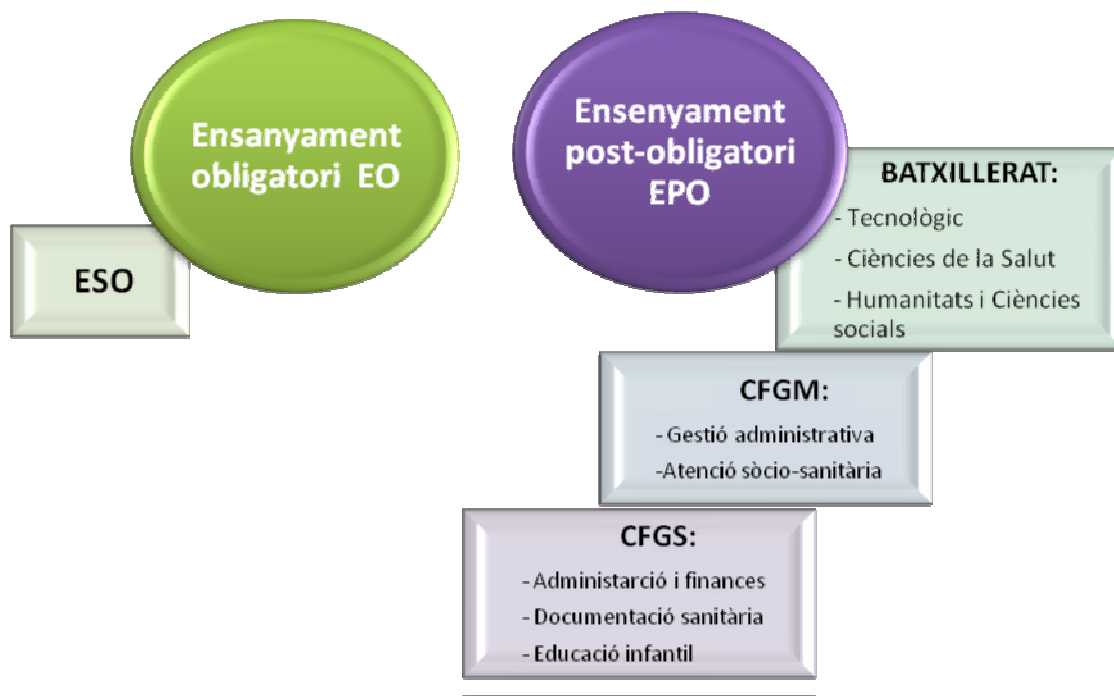 Ensanyament
obligatori EO
ESO
Ensenyament
post-obligatori
EPO
BATXILLERAT:
- Tecnològic
- Ciències de la Salut
- Humanitats i Ciències
socials
CFGM:
- Gestió administrativa
-Atenció sòcio-sanitària
CFGS:
- Administarció i finances
- Documentació sanitària
- Educació infantil